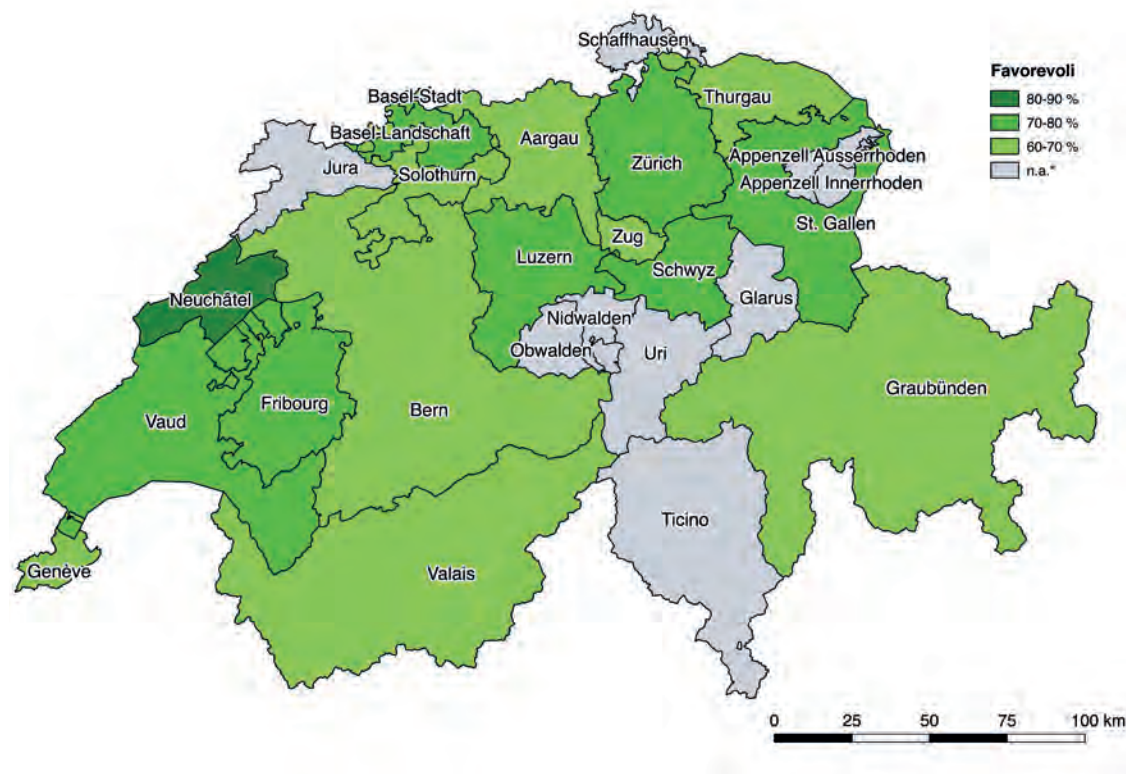 Schaffhausen
Favorevoli
80-90 %
70-80 %
60-70 %
n.a.*
Basel-Stadt
Thurgau
Basel-Landschaft
Aargau
Zürich
Jura
Solothurn
Appenzell Ausserrhoden
Appenzell Innerrhoden
St. Gallen
Zug
Luzern
Schwyz
Neuchâtel
Glarus
Nidwalden
Obwalden
Uri
Graubünden
Fribourg
Bern
Vaud
Ticino
Genève
Valais
0 25 50 75 100 km